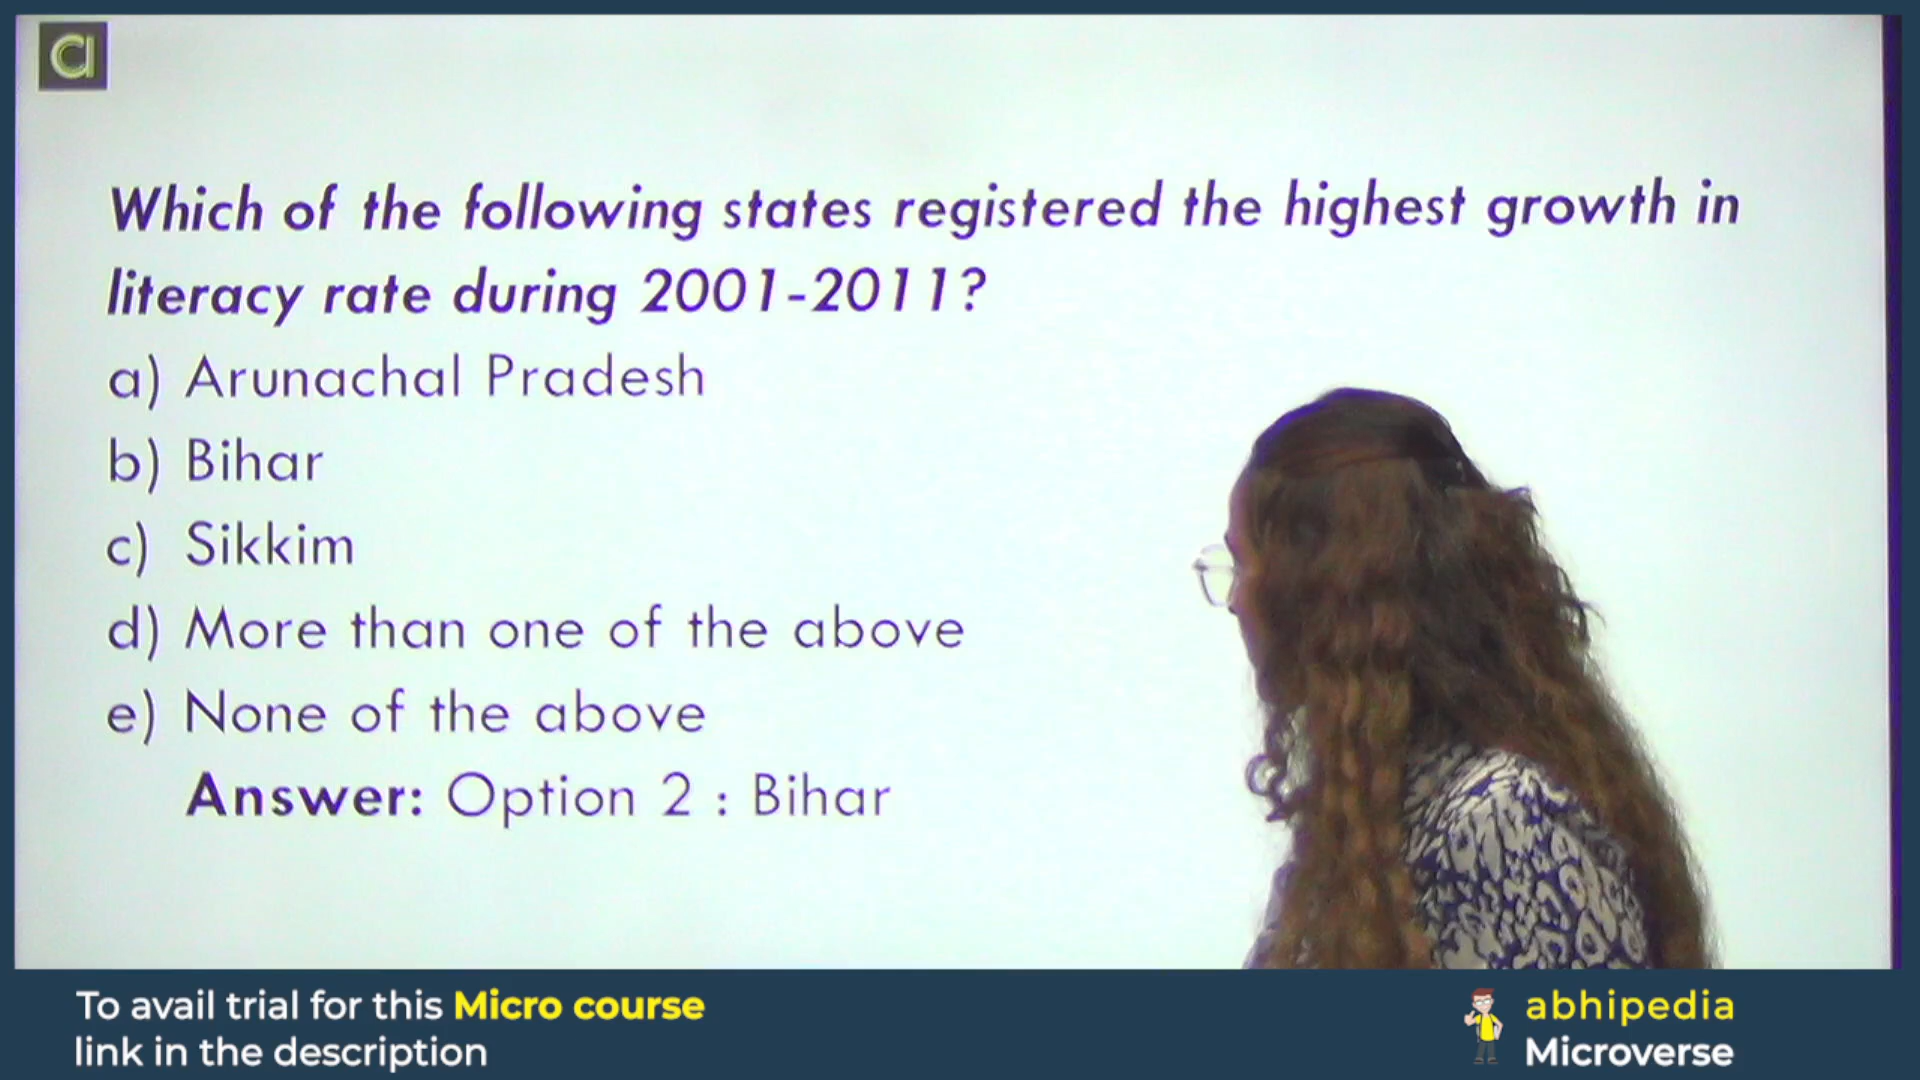 a
Which of the following states registered the highest growth in
literacy rate during 2001-2011?
a) Arunachal Pradesh
b) Bihar
c) Sikkim
d) More than one of the above
e) None of the above
Answer: Option 2 : Bihar
To avail trial for this Micro course
link in the description
abhipedia
Microverse